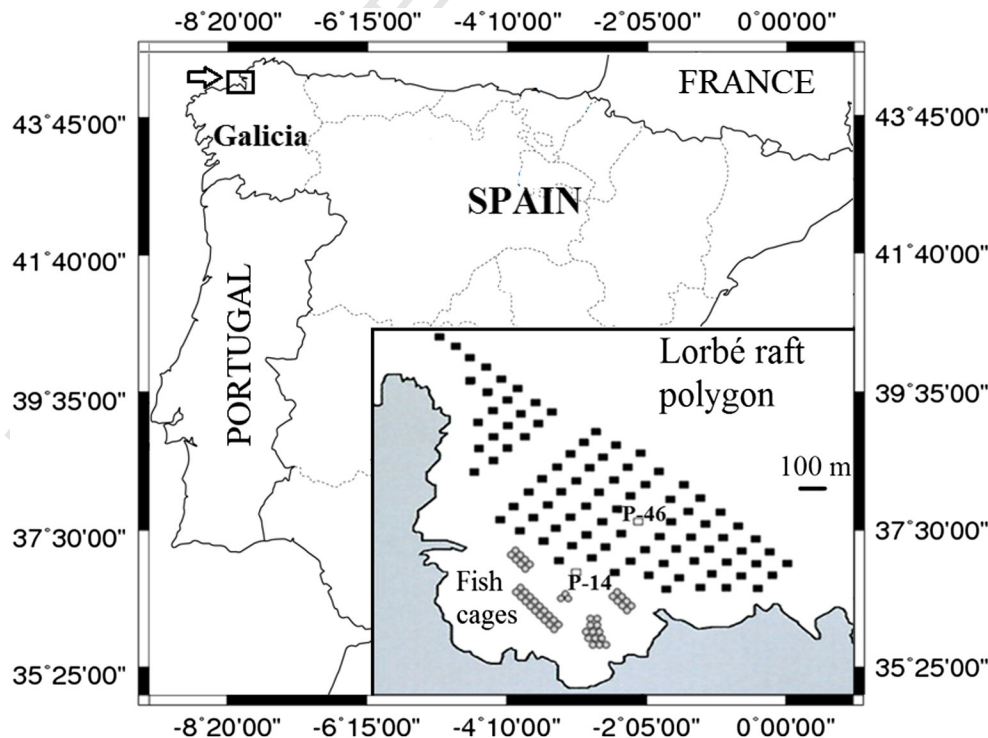 -8°20'00" -6°15'00" -4°10'00" -2°05'00" 0°00'00"
FRANCE
43°45'00" 43°45'00"
Galicia
SPAIN
41°40'00" 41°40'00"
PORTUGAL
Lorbé raft
polygon
39°35'00" 39°35'00"
100 m
P-46
37°30'00" 37°30'00"
Fish
cages
P-14
35°25'00" 35°25'00"
-8°20'00" -6°15'00" -4°10'00" -2°05'00" 0°00'00"